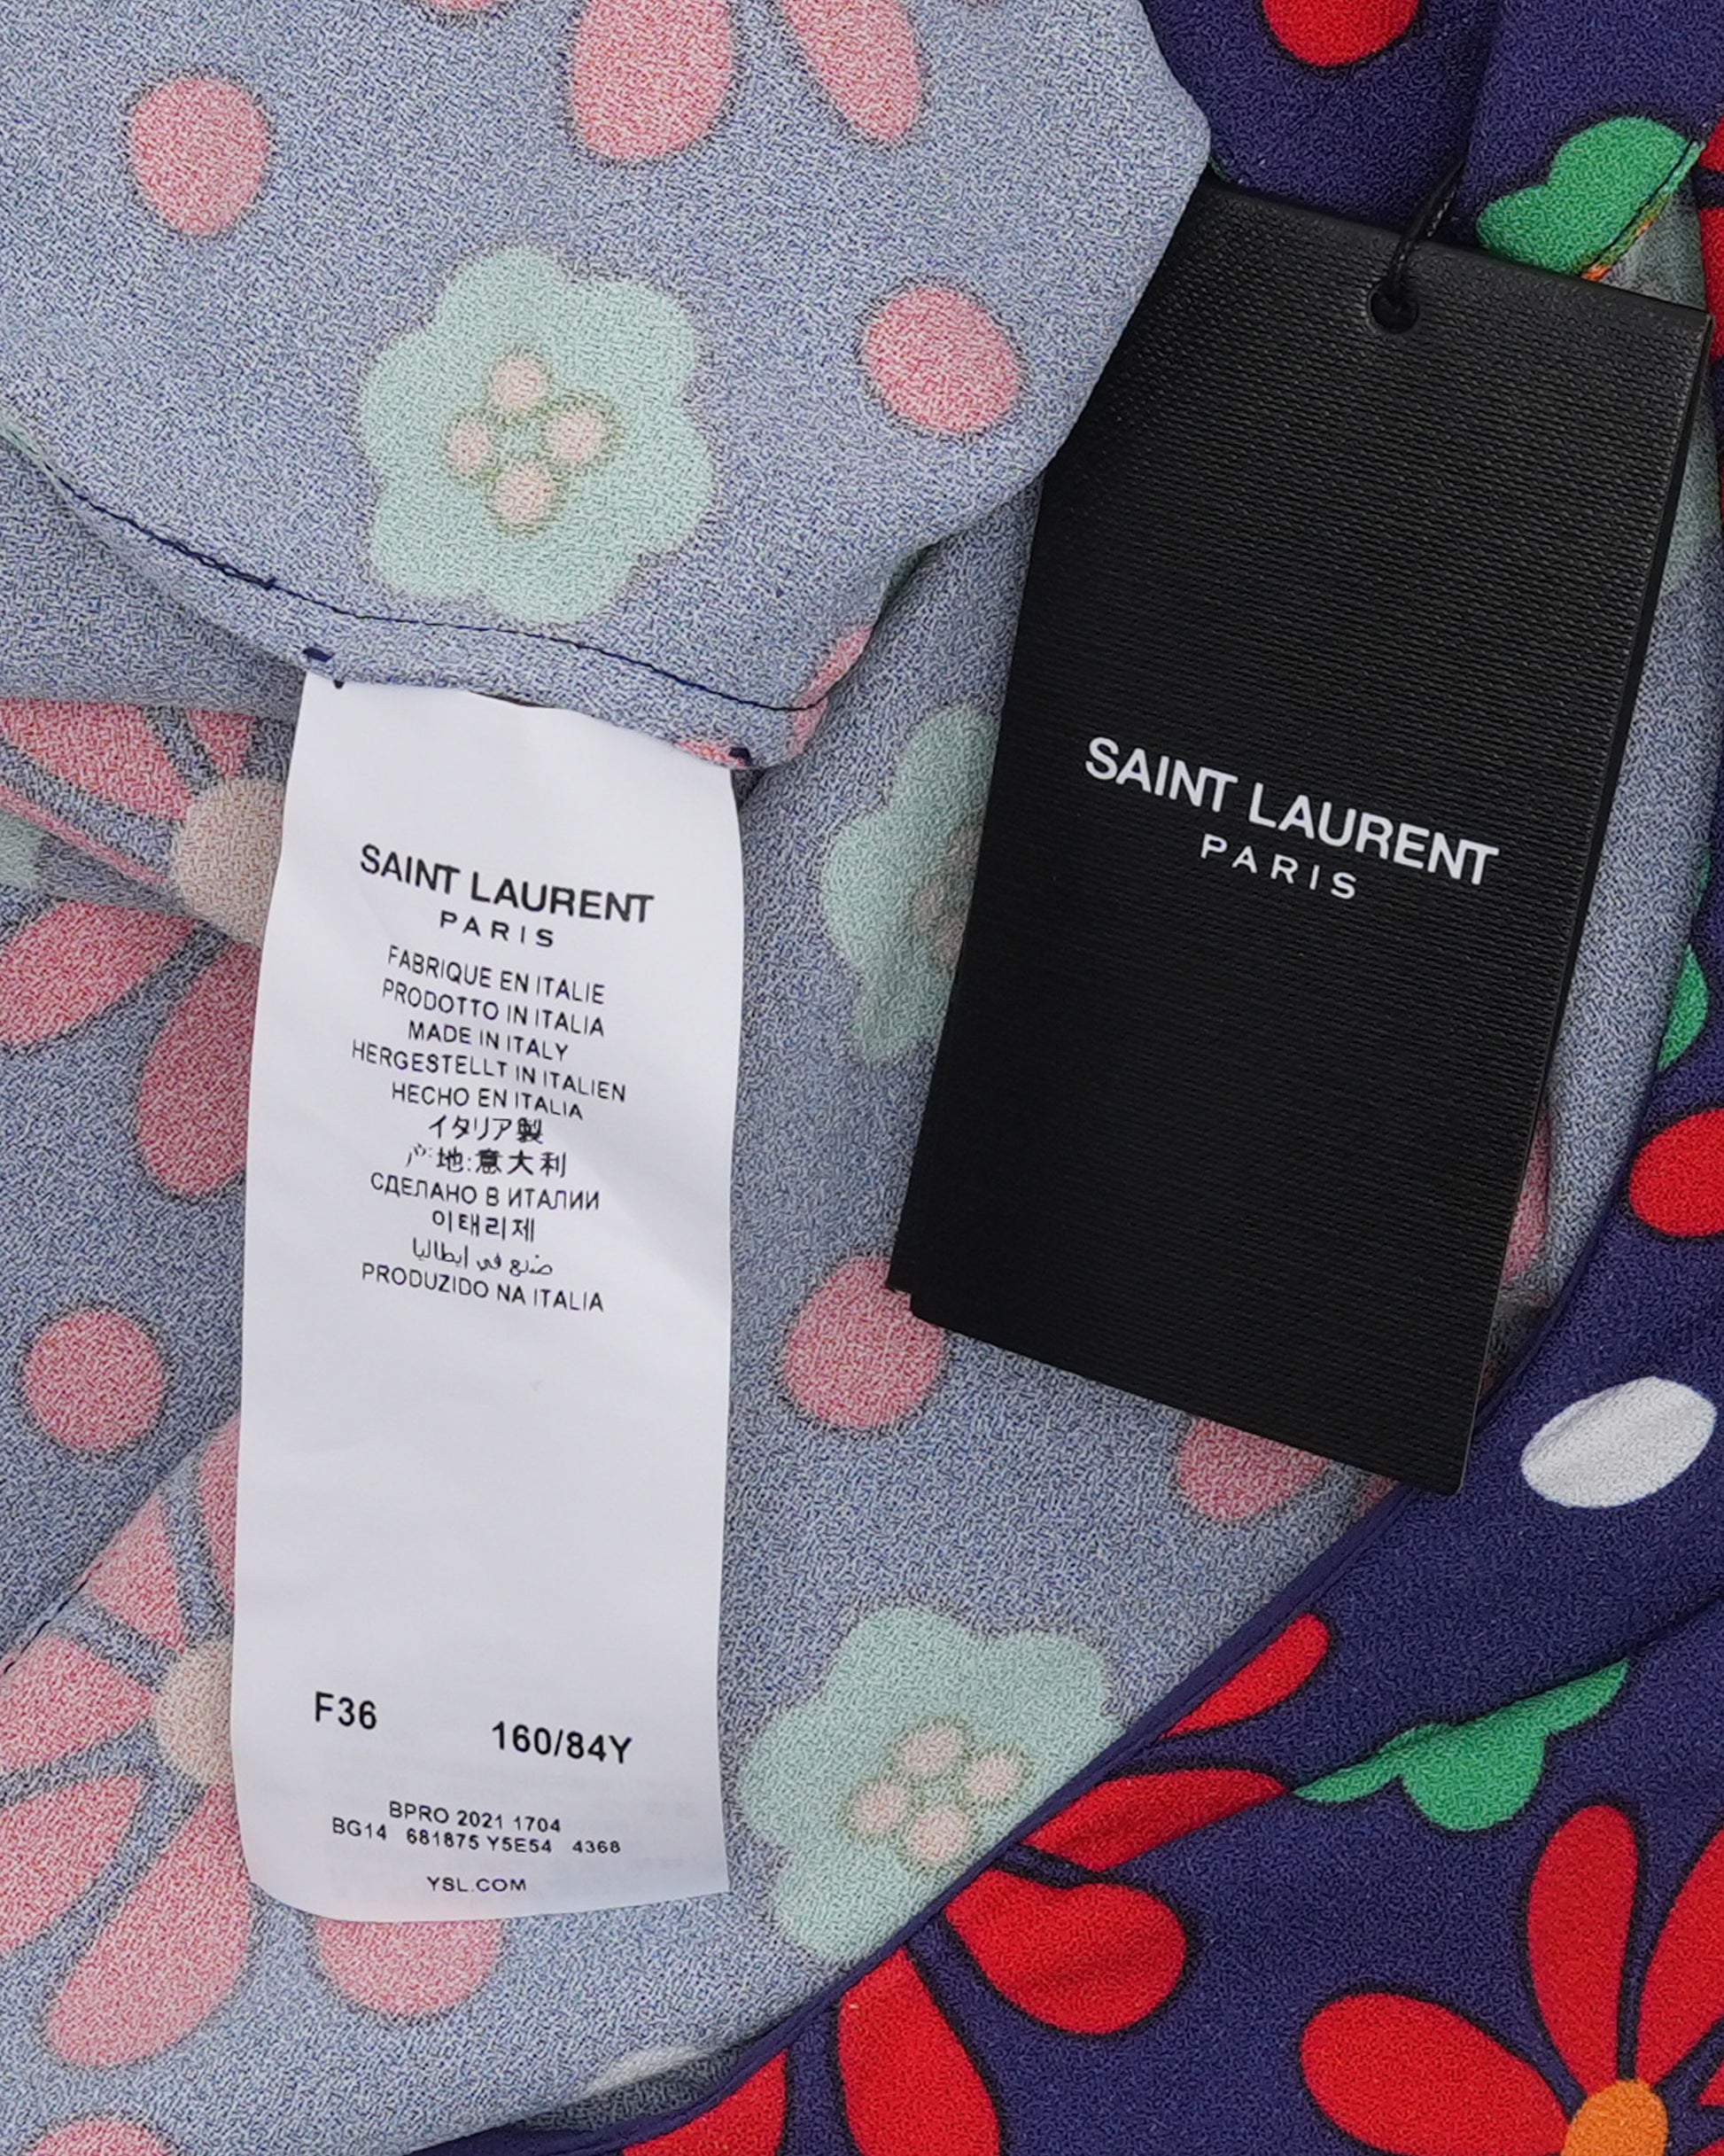 SAINT LAURENT
PARIS
FABRIQUE EN ITALIE
PRODOTTO IN ITALIA
MADE IN ITALY
HERGESTELLT IN ITALIEN
HECHO EN ITALIA
イタリア製
产地:意大利
СДЕЛАНО В ИТАЛИИ
이태리제
صنع في إيطاليا
PRODUZIDO NA ITALIA
F36 160/84Y
BPRO 2021 1704
BG14 681875 Y5E54 4368
YSL.COM
SAINT LAURENT
PARIS